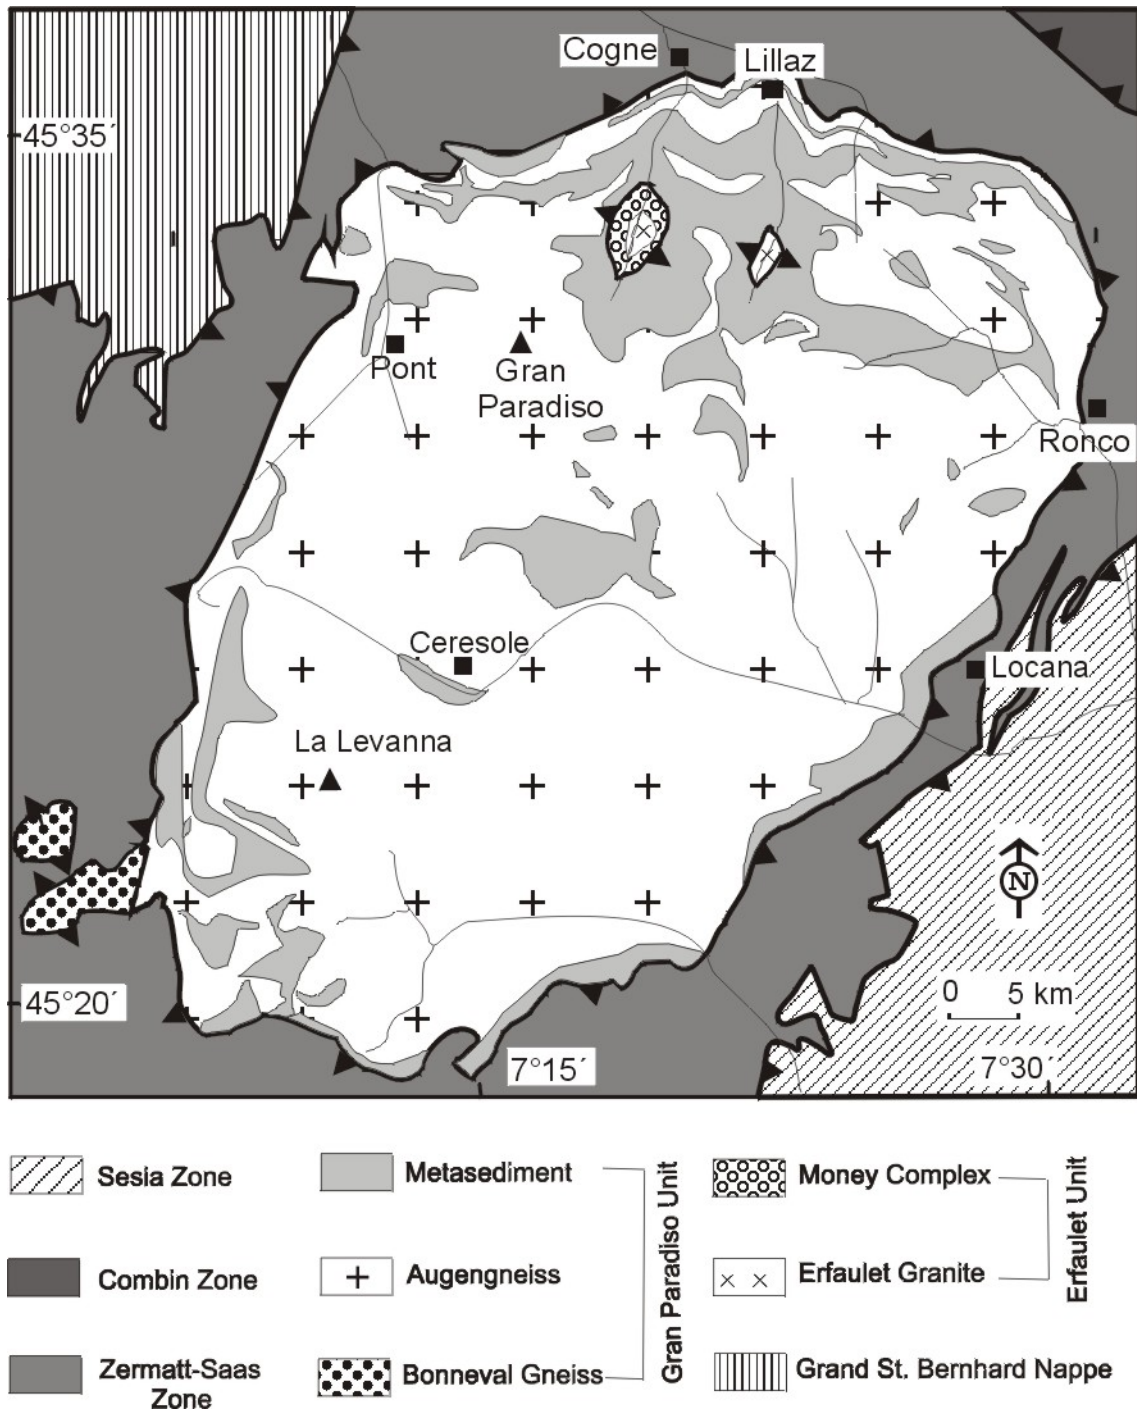 Cogne
Lillaz
45°35´
Pont
Gran
Paradiso
Ronco
Ceresole
Locana
La Levanna
N
45°20´
0 5 km
7°15´
7°30´
Sesia Zone
Metasediment
Money Complex
Combin Zone
Augengneiss
Erfaulet Granite
Zermatt-Saas
Zone
Bonneval Gneiss
Grand St. Bernhard Nappe
Gran Paradiso Unit
Erfaulet Unit